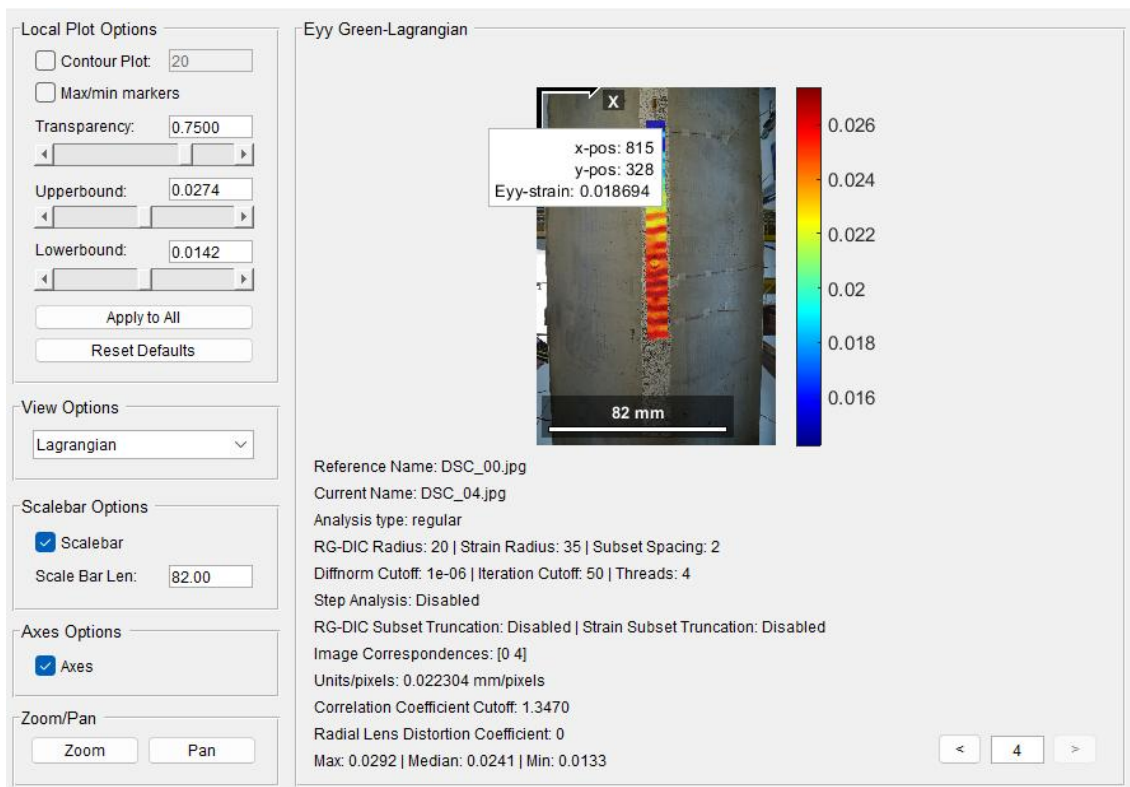 Local Plot Options
Contour Plot: 20
Max/min markers
Transparency: 0.7500
Upperbound: 0.0274
Lowerbound: 0.0142
Apply to All
Reset Defaults
View Options
Lagrangian
Scalebar Options
Scalebar
Scale Bar Len: 82.00
Axes Options
Axes
Zoom/Pan
Zoom Pan
Eyy Green-Lagrangian
X
x-pos: 815
y-pos: 328
Eyy-strain: 0.018694
82 mm
0.026
0.024
0.022
0.02
0.018
0.016
Reference Name: DSC_00.jpg
Current Name: DSC_04.jpg
Analysis type: regular
RG-DIC Radius: 20 | Strain Radius: 35 | Subset Spacing: 2
Diffnorm Cutoff: 1e-06 | Iteration Cutoff: 50 | Threads: 4
Step Analysis: Disabled
RG-DIC Subset Truncation: Disabled | Strain Subset Truncation: Disabled
Image Correspondences: [0 4]
Units/pixels: 0.022304 mm/pixels
Correlation Coefficient Cutoff: 1.3470
Radial Lens Distortion Coefficient: 0
Max: 0.0292 | Median: 0.0241 | Min: 0.0133
< 4 >